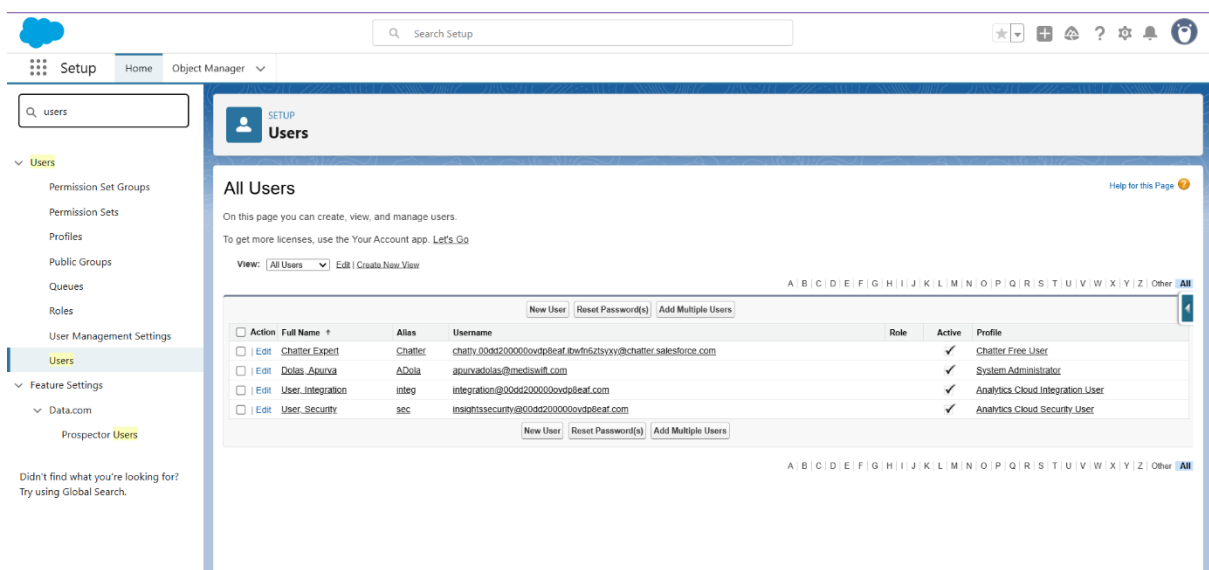 Search Setup
Setup Home Object Manager
users
SETUP
Users
Users
Permission Set Groups
Permission Sets
Profiles
Public Groups
Queues
Roles
User Management Settings
Users
Feature Settings
Data.com
Prospector Users
Didn't find what you're looking for?
Try using Global Search.
All Users
Help for this Page
On this page you can create, view, and manage users.
To get more licenses, use the Your Account app. Let's Go
View: All Users Edit | Create New View
A | B | C | D | E | F | G | H | I | J | K | L | M | N | O | P | Q | R | S | T | U | V | W | X | Y | Z | Other All
New User Reset Password(s) Add Multiple Users
Action Full Name ↑ Alias Username Role Active Profile
| Edit Chatter Expert Chatter chatty.00dd200000ovdp8eaf.ibwfn6ztsyxy@chatter.salesforce.com ✓ Chatter Free User
| Edit Dolas, Apurva ADola apurvadolas@mediswift.com ✓ System Administrator
| Edit User, Integration integ integration@00dd200000ovdp8eaf.com ✓ Analytics Cloud Integration User
| Edit User, Security sec insightssecurity@00dd200000ovdp8eaf.com ✓ Analytics Cloud Security User
New User Reset Password(s) Add Multiple Users
A | B | C | D | E | F | G | H | I | J | K | L | M | N | O | P | Q | R | S | T | U | V | W | X | Y | Z | Other All